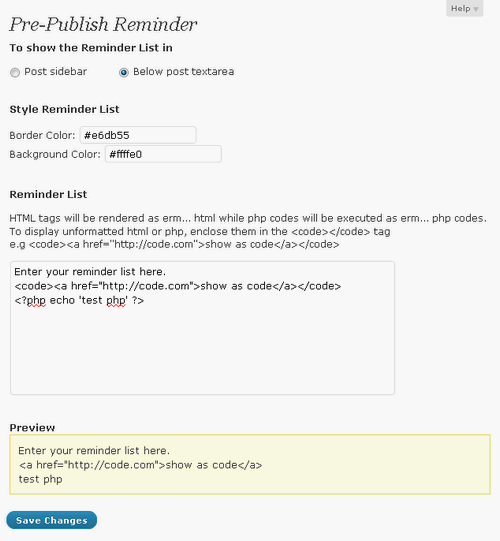 Help
Pre-Publish Reminder
To show the Reminder List in
Post sidebar
Below post textarea
Style Reminder List
Border Color: #e6db55
Background Color: #ffffe0
Reminder List
HTML tags will be rendered as erm... html while php codes will be executed as erm... php codes.
To display unformatted html or php, enclose them in the <code></code> tag
e.g <code><a href="http://code.com">show as code</a></code>
Enter your reminder list here.
<code><a href="http://code.com">show as code</a></code>
<?php echo 'test php' ?>
Preview
Enter your reminder list here.
<a href="http://code.com">show as code</a>
test php
Save Changes